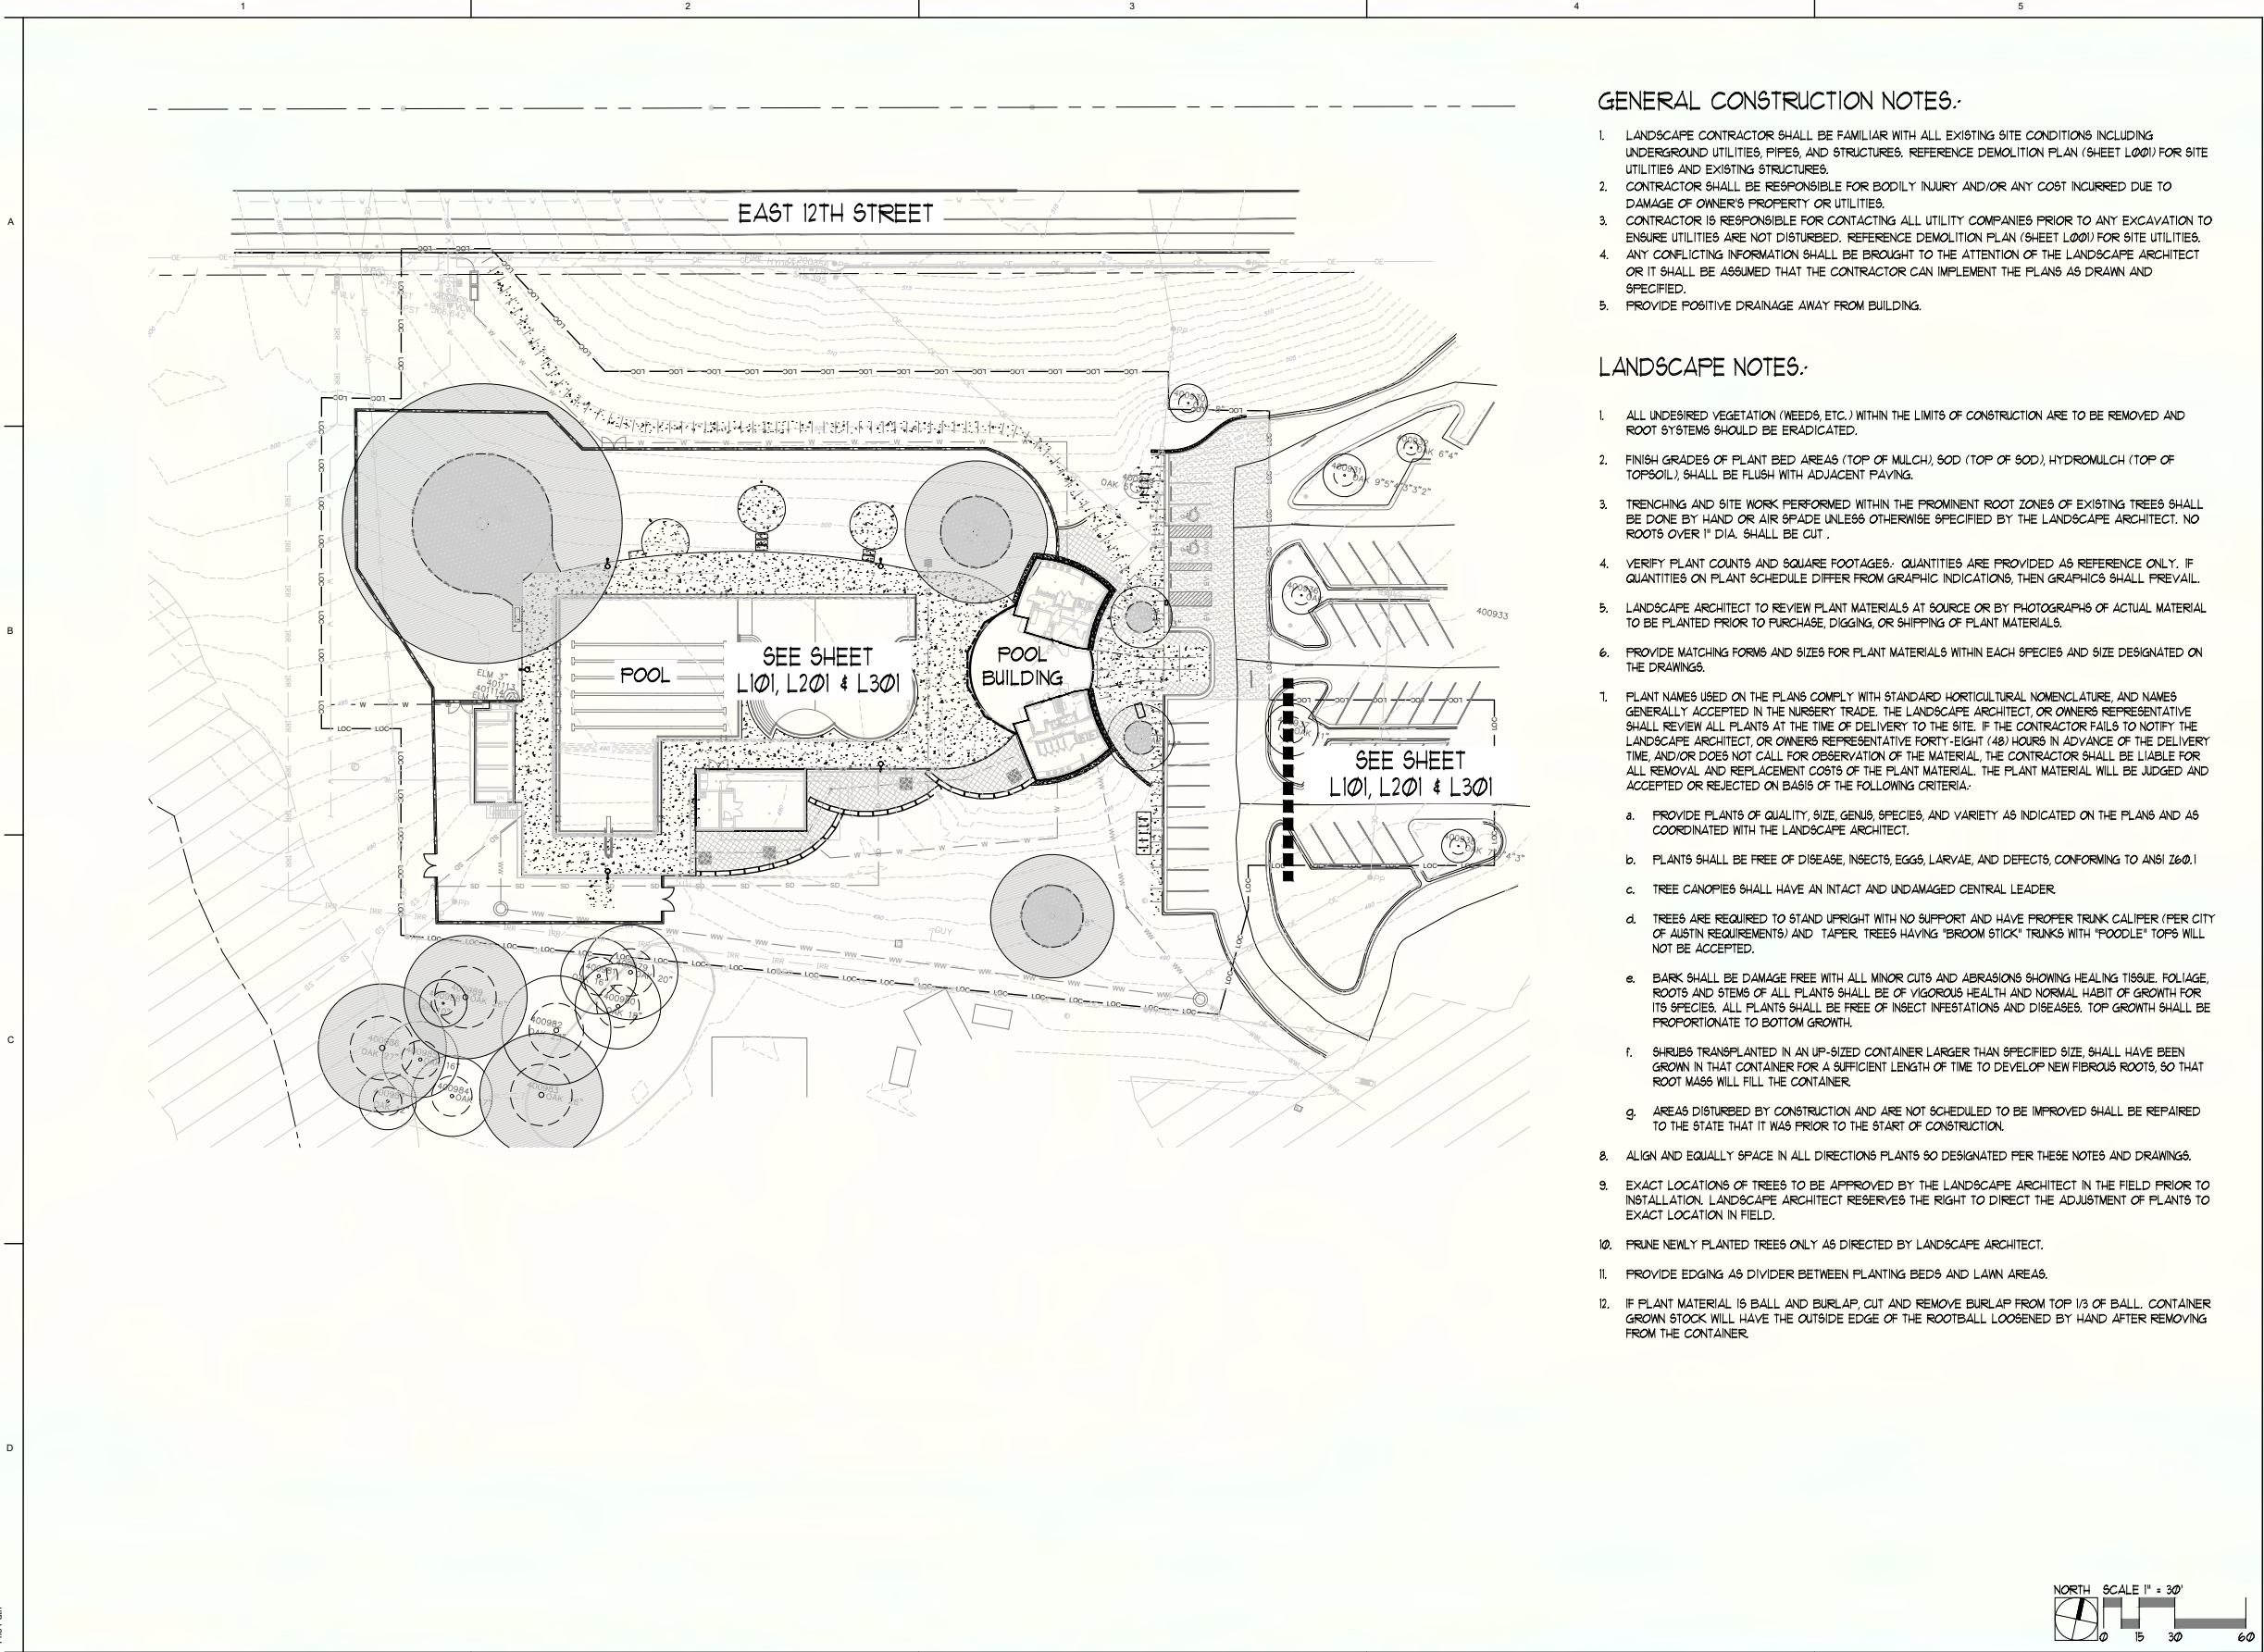 1
2
3
4
5
A
B
C
D
EAST 12TH STREET
POOL
SEE SHEET
L101, L201 & L301
POOL
BUILDING
SEE SHEET
L101, L201 & L301
400933
ELM 3"
401113
OAK 6"4"
400982
400984
GENERAL CONSTRUCTION NOTES:
1. LANDSCAPE CONTRACTOR SHALL BE FAMILIAR WITH ALL EXISTING SITE CONDITIONS INCLUDING
UNDERGROUND UTILITIES, PIPES, AND STRUCTURES. REFERENCE DEMOLITION PLAN (SHEET L001) FOR SITE
UTILITIES AND EXISTING STRUCTURES.
2. CONTRACTOR SHALL BE RESPONSIBLE FOR BODILY INJURY AND/OR ANY COST INCURRED DUE TO
DAMAGE OF OWNER'S PROPERTY OR UTILITIES.
3. CONTRACTOR IS RESPONSIBLE FOR CONTACTING ALL UTILITY COMPANIES PRIOR TO ANY EXCAVATION TO
ENSURE UTILITIES ARE NOT DISTURBED. REFERENCE DEMOLITION PLAN (SHEET L001) FOR SITE UTILITIES.
4. ANY CONFLICTING INFORMATION SHALL BE BROUGHT TO THE ATTENTION OF THE LANDSCAPE ARCHITECT
OR IT SHALL BE ASSUMED THAT THE CONTRACTOR CAN IMPLEMENT THE PLANS AS DRAWN AND
SPECIFIED.
5. PROVIDE POSITIVE DRAINAGE AWAY FROM BUILDING.
LANDSCAPE NOTES:
1. ALL UNDESIRED VEGETATION (WEEDS, ETC.) WITHIN THE LIMITS OF CONSTRUCTION ARE TO BE REMOVED AND
ROOT SYSTEMS SHOULD BE ERADICATED.
2. FINISH GRADES OF PLANT BED AREAS (TOP OF MULCH), SOD (TOP OF SOD), HYDROMULCH (TOP OF
TOPSOIL), SHALL BE FLUSH WITH ADJACENT PAVING.
3. TRENCHING AND SITE WORK PERFORMED WITHIN THE PROMINENT ROOT ZONES OF EXISTING TREES SHALL
BE DONE BY HAND OR AIR SPADE UNLESS OTHERWISE SPECIFIED BY THE LANDSCAPE ARCHITECT. NO
ROOTS OVER 1" DIA. SHALL BE CUT .
4. VERIFY PLANT COUNTS AND SQUARE FOOTAGES: QUANTITIES ARE PROVIDED AS REFERENCE ONLY. IF
QUANTITIES ON PLANT SCHEDULE DIFFER FROM GRAPHIC INDICATIONS, THEN GRAPHICS SHALL PREVAIL.
5. LANDSCAPE ARCHITECT TO REVIEW PLANT MATERIALS AT SOURCE OR BY PHOTOGRAPHS OF ACTUAL MATERIAL
TO BE PLANTED PRIOR TO PURCHASE, DIGGING, OR SHIPPING OF PLANT MATERIALS.
6. PROVIDE MATCHING FORMS AND SIZES FOR PLANT MATERIALS WITHIN EACH SPECIES AND SIZE DESIGNATED ON
THE DRAWINGS.
7. PLANT NAMES USED ON THE PLANS COMPLY WITH STANDARD HORTICULTURAL NOMENCLATURE, AND NAMES
GENERALLY ACCEPTED IN THE NURSERY TRADE. THE LANDSCAPE ARCHITECT, OR OWNERS REPRESENTATIVE
SHALL REVIEW ALL PLANTS AT THE TIME OF DELIVERY TO THE SITE. IF THE CONTRACTOR FAILS TO NOTIFY THE
LANDSCAPE ARCHITECT, OR OWNERS REPRESENTATIVE FORTY-EIGHT (48) HOURS IN ADVANCE OF THE DELIVERY
TIME, AND/OR DOES NOT CALL FOR OBSERVATION OF THE MATERIAL, THE CONTRACTOR SHALL BE LIABLE FOR
ALL REMOVAL AND REPLACEMENT COSTS OF THE PLANT MATERIAL. THE PLANT MATERIAL WILL BE JUDGED AND
ACCEPTED OR REJECTED ON BASIS OF THE FOLLOWING CRITERIA:
a. PROVIDE PLANTS OF QUALITY, SIZE, GENUS, SPECIES, AND VARIETY AS INDICATED ON THE PLANS AND AS
COORDINATED WITH THE LANDSCAPE ARCHITECT.
b. PLANTS SHALL BE FREE OF DISEASE, INSECTS, EGGS, LARVAE, AND DEFECTS, CONFORMING TO ANSI Z60.1
c. TREE CANOPIES SHALL HAVE AN INTACT AND UNDAMAGED CENTRAL LEADER.
d. TREES ARE REQUIRED TO STAND UPRIGHT WITH NO SUPPORT AND HAVE PROPER TRUNK CALIPER (PER CITY
OF AUSTIN REQUIREMENTS) AND TAPER. TREES HAVING "BROOM STICK" TRUNKS WITH "POODLE" TOPS WILL
NOT BE ACCEPTED.
e. BARK SHALL BE DAMAGE FREE WITH ALL MINOR CUTS AND ABRASIONS SHOWING HEALING TISSUE. FOLIAGE,
ROOTS AND STEMS OF ALL PLANTS SHALL BE OF VIGOROUS HEALTH AND NORMAL HABIT OF GROWTH FOR
ITS SPECIES. ALL PLANTS SHALL BE FREE OF INSECT INFESTATIONS AND DISEASES. TOP GROWTH SHALL BE
PROPORTIONATE TO BOTTOM GROWTH.
f. SHRUBS TRANSPLANTED IN AN UP-SIZED CONTAINER LARGER THAN SPECIFIED SIZE, SHALL HAVE BEEN
GROWN IN THAT CONTAINER FOR A SUFFICIENT LENGTH OF TIME TO DEVELOP NEW FIBROUS ROOTS, SO THAT
ROOT MASS WILL FILL THE CONTAINER.
g. AREAS DISTURBED BY CONSTRUCTION AND ARE NOT SCHEDULED TO BE IMPROVED SHALL BE REPAIRED
TO THE STATE THAT IT WAS PRIOR TO THE START OF CONSTRUCTION.
8. ALIGN AND EQUALLY SPACE IN ALL DIRECTIONS PLANTS SO DESIGNATED PER THESE NOTES AND DRAWINGS.
9. EXACT LOCATIONS OF TREES TO BE APPROVED BY THE LANDSCAPE ARCHITECT IN THE FIELD PRIOR TO
INSTALLATION. LANDSCAPE ARCHITECT RESERVES THE RIGHT TO DIRECT THE ADJUSTMENT OF PLANTS TO
EXACT LOCATION IN FIELD.
10. PRUNE NEWLY PLANTED TREES ONLY AS DIRECTED BY LANDSCAPE ARCHITECT.
11. PROVIDE EDGING AS DIVIDER BETWEEN PLANTING BEDS AND LAWN AREAS.
12. IF PLANT MATERIAL IS BALL AND BURLAP, CUT AND REMOVE BURLAP FROM TOP 1/3 OF BALL. CONTAINER
GROWN STOCK WILL HAVE THE OUTSIDE EDGE OF THE ROOTBALL LOOSENED BY HAND AFTER REMOVING
FROM THE CONTAINER.
NORTH SCALE 1" = 30'
0 15 30 60